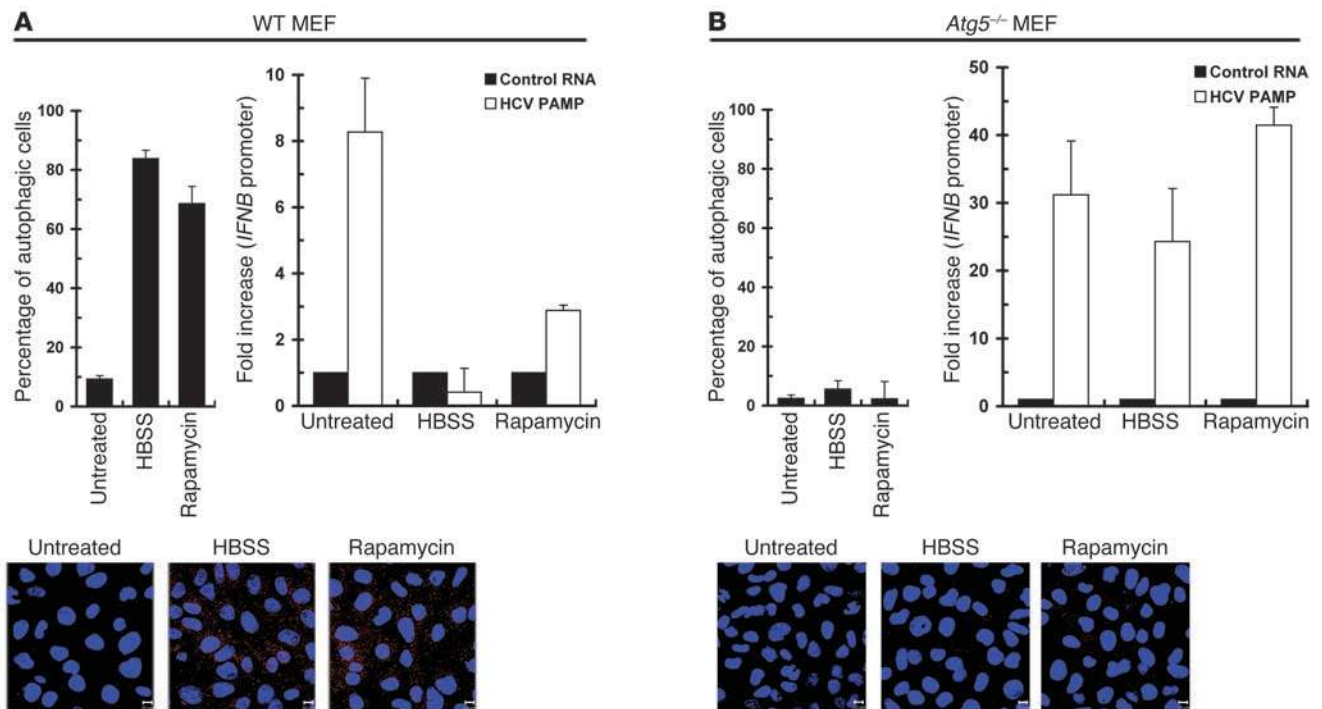 A
WT MEF
Percentage of autophagic cells
100
80
60
40
20
0
Untreated
HBSS
Rapamycin
Fold increase (IFNB promoter)
10
8
6
4
2
0
Control RNA
HCV PAMP
Untreated
HBSS
Rapamycin
Untreated
HBSS
Rapamycin
B
Atg5–/– MEF
Percentage of autophagic cells
100
80
60
40
20
0
Untreated
HBSS
Rapamycin
Fold increase (IFNB promoter)
50
40
30
20
10
0
Control RNA
HCV PAMP
Untreated
HBSS
Rapamycin
Untreated
HBSS
Rapamycin